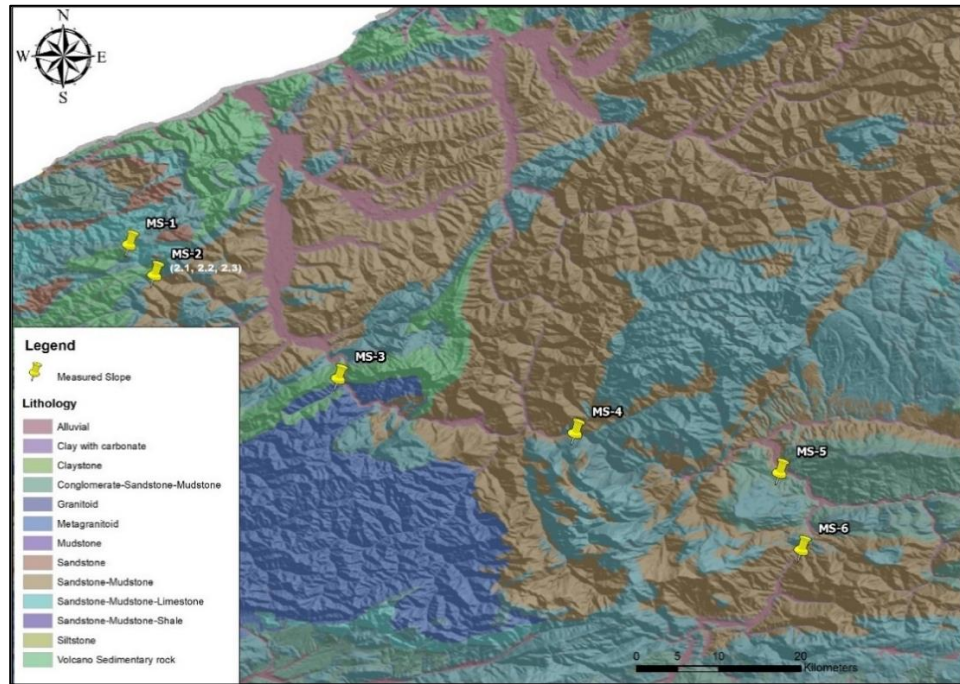 N
W E
S
MS-1
MS-2
(2.1, 2.2, 2.3)
MS-3
MS-4
MS-5
MS-6
Legend
Measured Slope
Lithology
Alluvial
Clay with carbonate
Claystone
Conglomerate-Sandstone-Mudstone
Granitoid
Metagranitoid
Mudstone
Sandstone
Sandstone-Mudstone
Sandstone-Mudstone-Limestone
Sandstone-Mudstone-Shale
Siltstone
Volcano Sedimentary rock
0 5 10 20
Kilometers